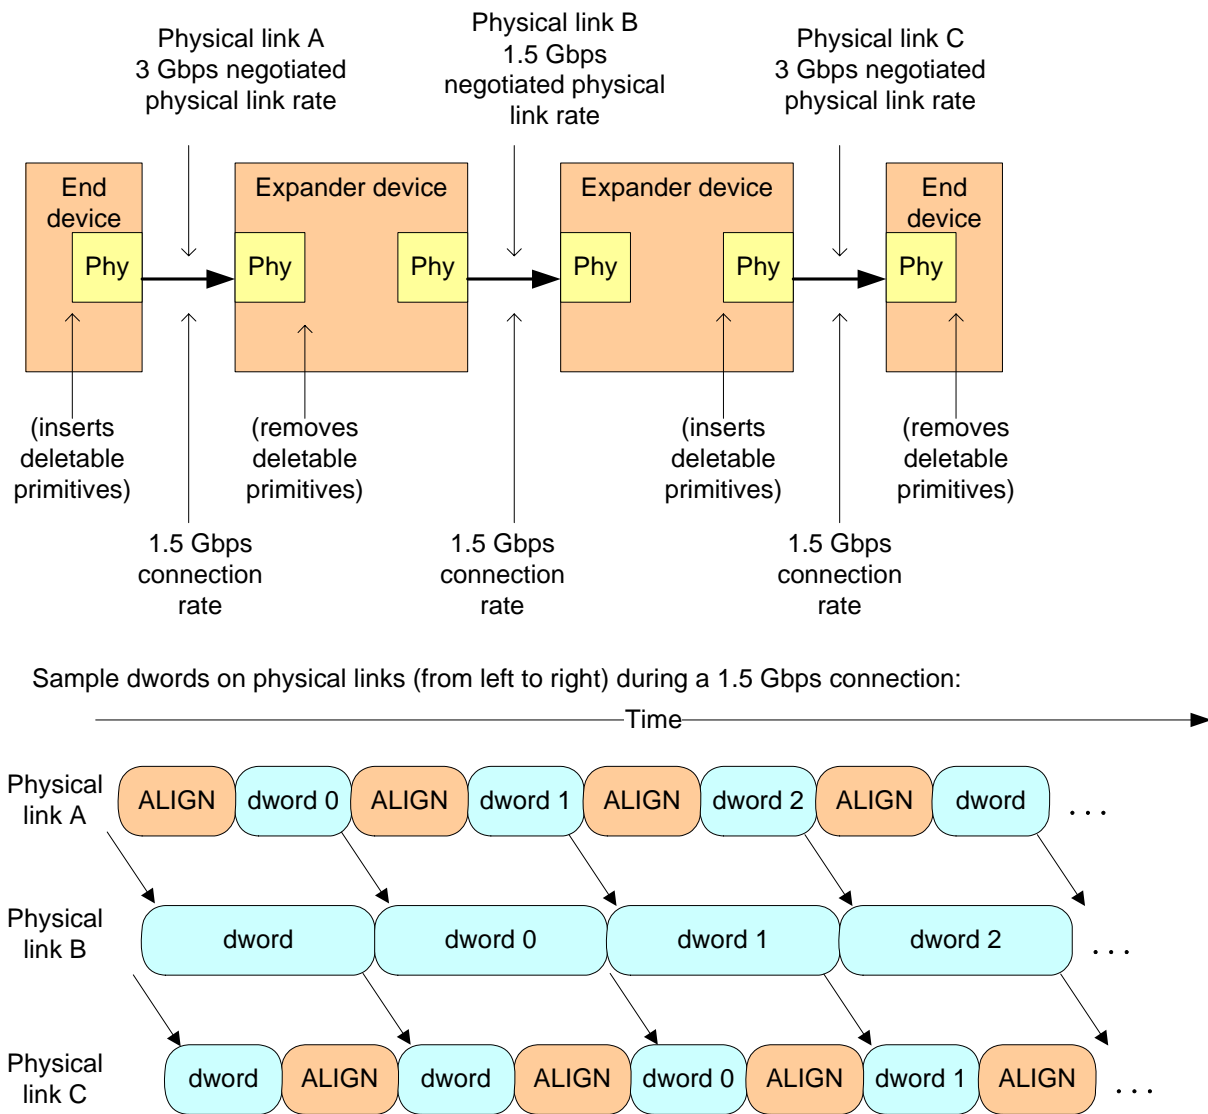 Physical link A
3 Gbps negotiated
physical link rate
Physical link B
1.5 Gbps
negotiated physical
link rate
Physical link C
3 Gbps negotiated
physical link rate
End
device
Expander device
Expander device
End
device
Phy
Phy
Phy
Phy
Phy
Phy
(inserts
deletable
primitives)
(removes
deletable
primitives)
(inserts
deletable
primitives)
(removes
deletable
primitives)
1.5 Gbps
connection
rate
1.5 Gbps
connection
rate
1.5 Gbps
connection
rate
Sample dwords on physical links (from left to right) during a 1.5 Gbps connection:
Time
Physical
link A
ALIGN dword 0 ALIGN dword 1 ALIGN dword 2 ALIGN dword . . .
Physical
link B
dword dword 0 dword 1 dword 2 . . .
Physical
link C
dword ALIGN dword ALIGN dword 0 ALIGN dword 1 ALIGN . . .